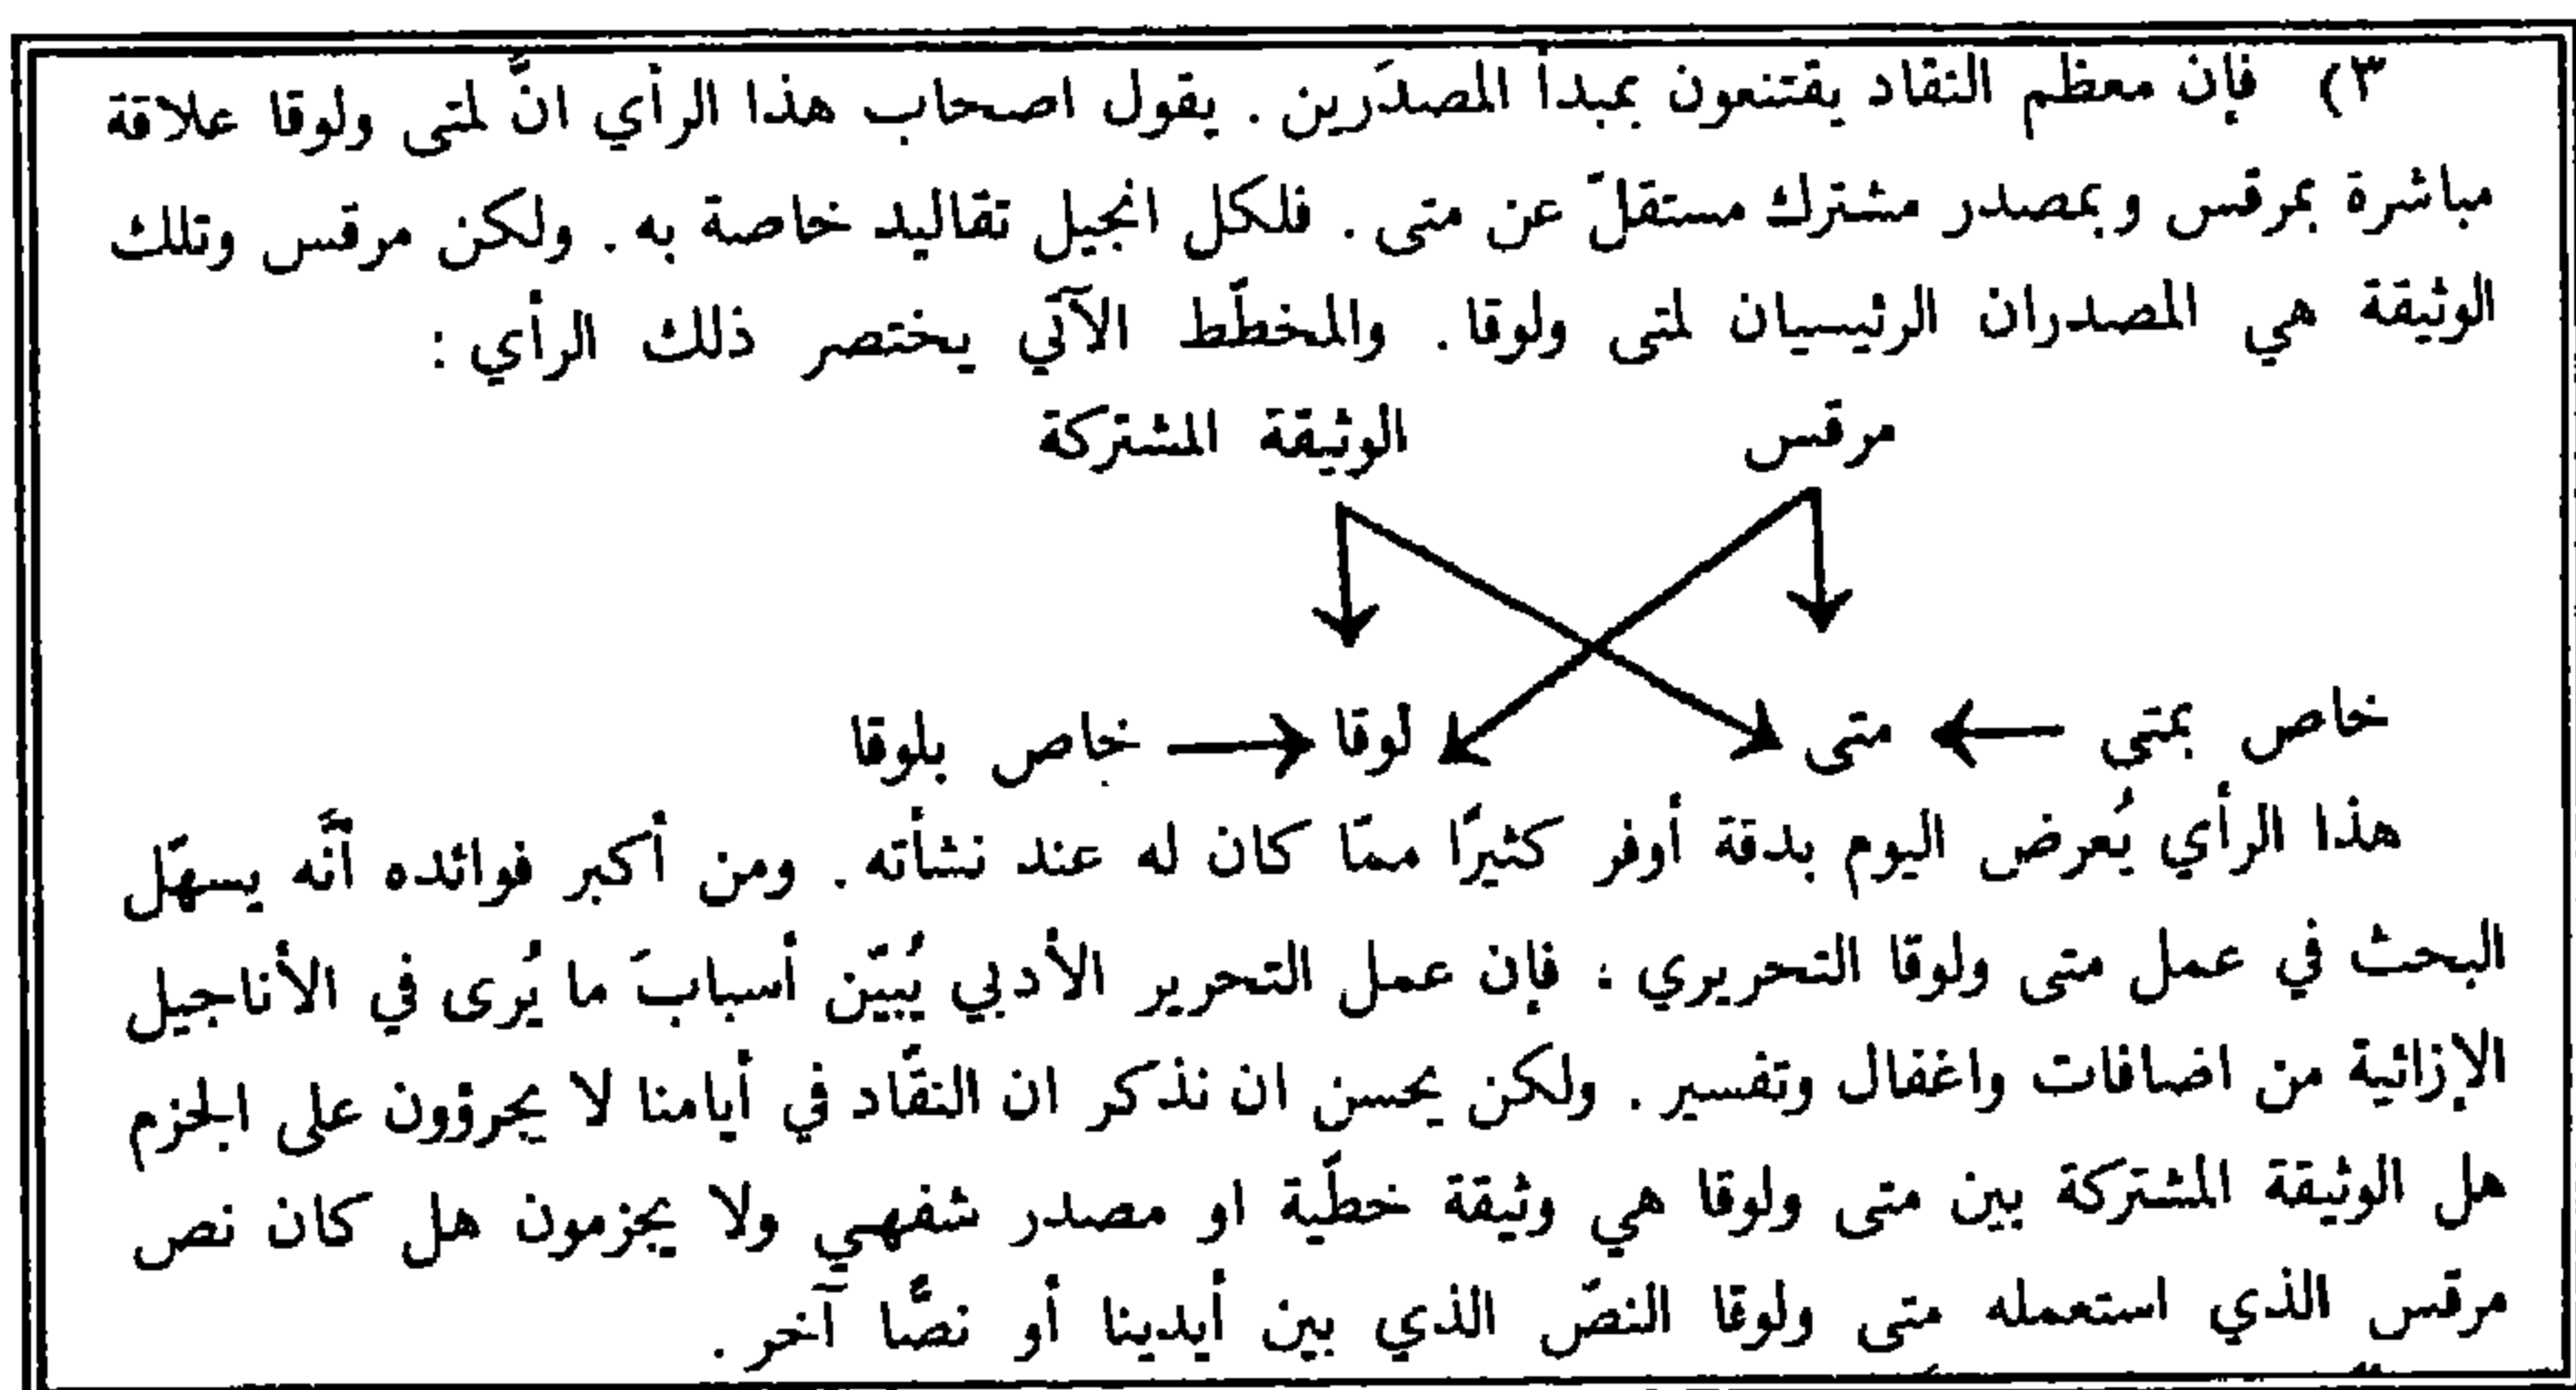 ٣) فإن معظم النقاد يقتنعون بمبدأ المصدَرين . يقول اصحاب هذا الرأي انَّ لمتى ولوقا علاقة
مباشرة بمرقس وبمصدر مشترك مستقلّ عن متى . فلكل انجيل تقاليد خاصة به . ولكن مرقس وتلك
الوثيقة هي المصدران الرئيسيان لمتى ولوقا . والمخطّط الآتي يختصر ذلك الرأي :
مرقس الوثيقة المشتركة
خاص بمتى متى لوقا خاص بلوقا
هذا الرأي يُعرض اليوم بدقة أوفر كثيرًا ممّا كان له عند نشأته . ومن أكبر فوائده أنَّه يسهّل
البحث في عمل متى ولوقا التحريري ، فإن عمل التحرير الأدبي يُبيّن أسبابَ ما يُرى في الأناجيل
الإزائية من اضافات واغفال وتفسير . ولكن يحسن ان نذكر ان النقّاد في أيامنا لا يجرؤون على الجزم
هل الوثيقة المشتركة بين متى ولوقا هي وثيقة خطّية او مصدر شفهي ولا يجزمون هل كان نص
مرقس الذي استعمله متى ولوقا النصّ الذي بين أيدينا أو نصًّا آخر .